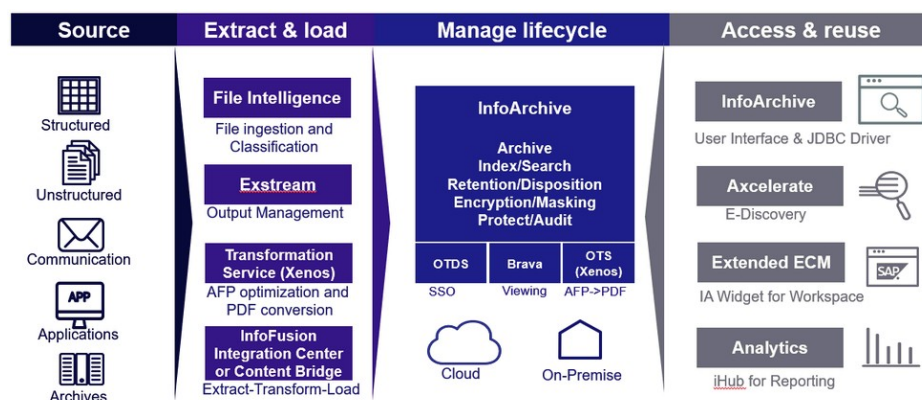 Source
Extract & load
Manage lifecycle
Access & reuse
Structured
Unstructured
Communication
APP
Applications
Archives
File Intelligence
File ingestion and
Classification
Exstream
Output Management
Transformation
Service (Xenos)
AFP optimization and
PDF conversion
InfoFusion
Integration Center
or Content Bridge
Extract-Transform-Load
InfoArchive
Archive
Index/Search
Retention/Disposition
Encryption/Masking
Protect/Audit
OTDS
SSO
Brava
Viewing
OTS
(Xenos)
AFP->PDF
Cloud
On-Premise
InfoArchive
User Interface & JDBC Driver
Axcelerate
E-Discovery
Extended ECM
SAP
IA Widget for Workspace
Analytics
iHub for Reporting